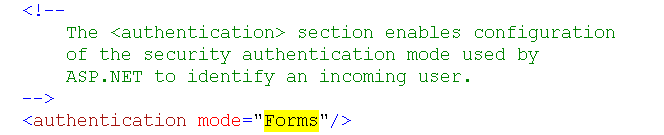 <!--
The <authentication> section enables configuration
of the security authentication mode used by
ASP.NET to identify an incoming user.
-->
<authentication mode="Forms"/>